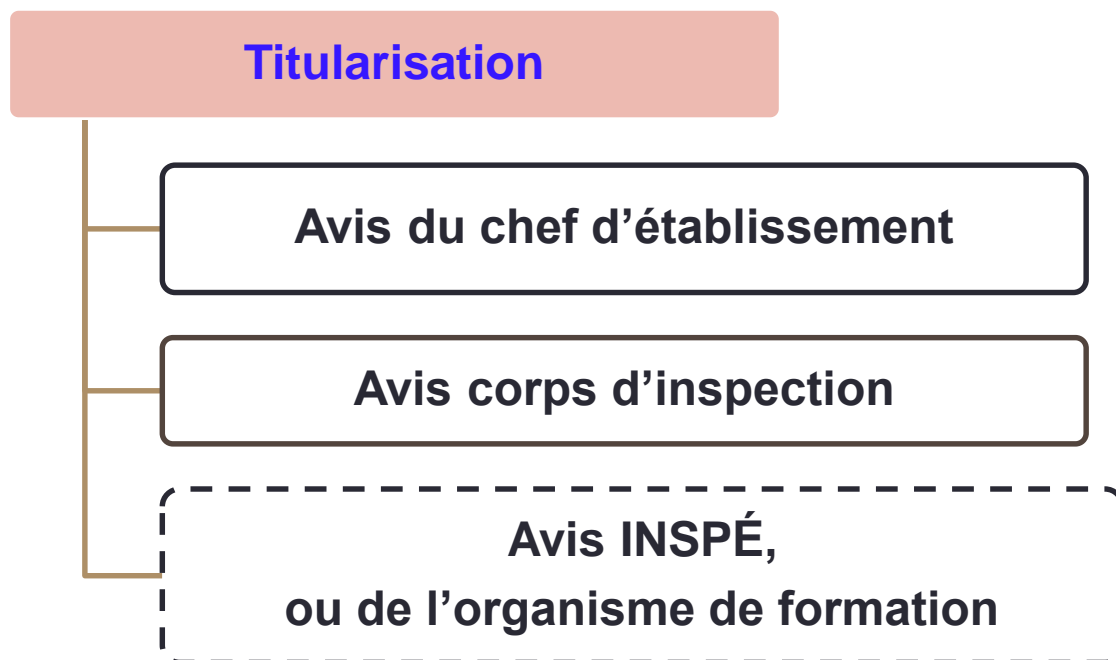 Titularisation
Avis du chef d’établissement
Avis corps d’inspection
Avis INSPÉ,
ou de l’organisme de formation